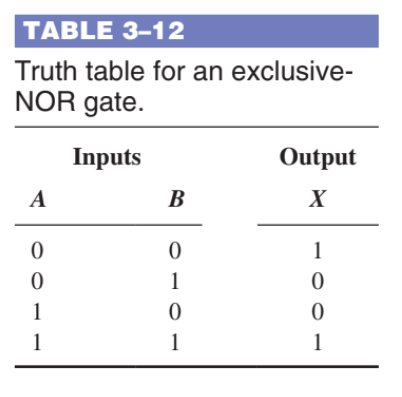 TABLE 3–12
Truth table for an exclusive-
NOR gate.
Inputs Output
A B X
0 0 1
0 1 0
1 0 0
1 1 1